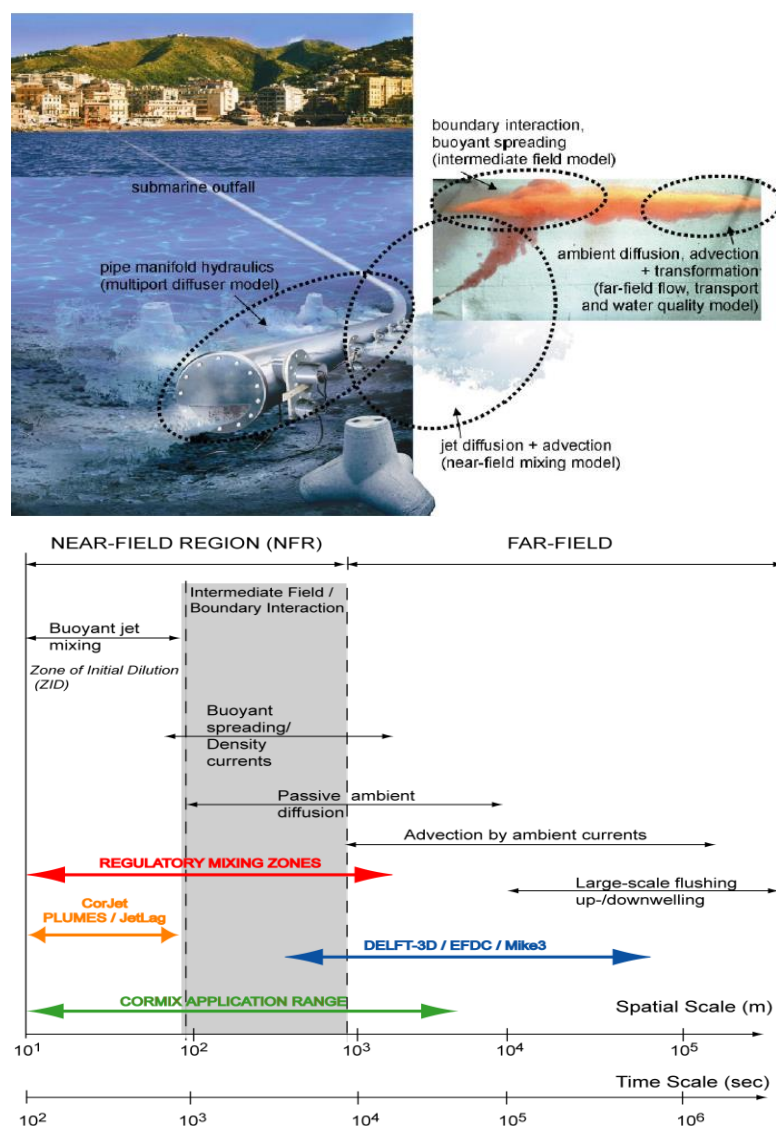 submarine outfall
pipe manifold hydraulics
(multiport diffuser model)
boundary interaction,
buoyant spreading
(intermediate field model)
ambient diffusion, advection
+ transformation
(far-field flow, transport
and water quality model)
jet diffusion + advection
(near-field mixing model)
NEAR-FIELD REGION (NFR)
FAR-FIELD
Intermediate Field /
Boundary Interaction
Buoyant jet
mixing
Zone of Initial Dilution
(ZID)
Buoyant
spreading/
Density
currents
Passive ambient
diffusion
Advection by ambient currents
REGULATORY MIXING ZONES
Large-scale flushing
up-/downwelling
CorJet
PLUMES / JetLag
DELFT-3D / EFDC / Mike3
CORMIX APPLICATION RANGE
Spatial Scale (m)
10¹ 10² 10³ 10⁴ 10⁵
Time Scale (sec)
10² 10³ 10⁴ 10⁵ 10⁶